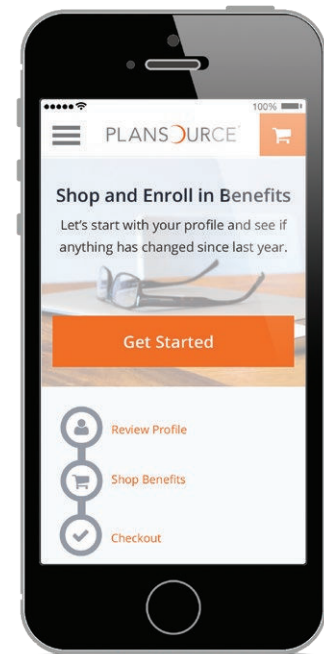 100%
PLANSOURCE
Shop and Enroll in Benefits
Let's start with your profile and see if
anything has changed since last year.
Get Started
Review Profile
Shop Benefits
Checkout